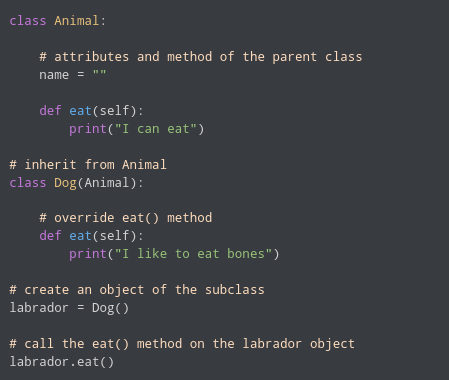 class Animal:
    # attributes and method of the parent class
    name = ""
    def eat(self):
        print("I can eat")
# inherit from Animal
class Dog(Animal):
    # override eat() method
    def eat(self):
        print("I like to eat bones")
# create an object of the subclass
labrador = Dog()
# call the eat() method on the labrador object
labrador.eat()